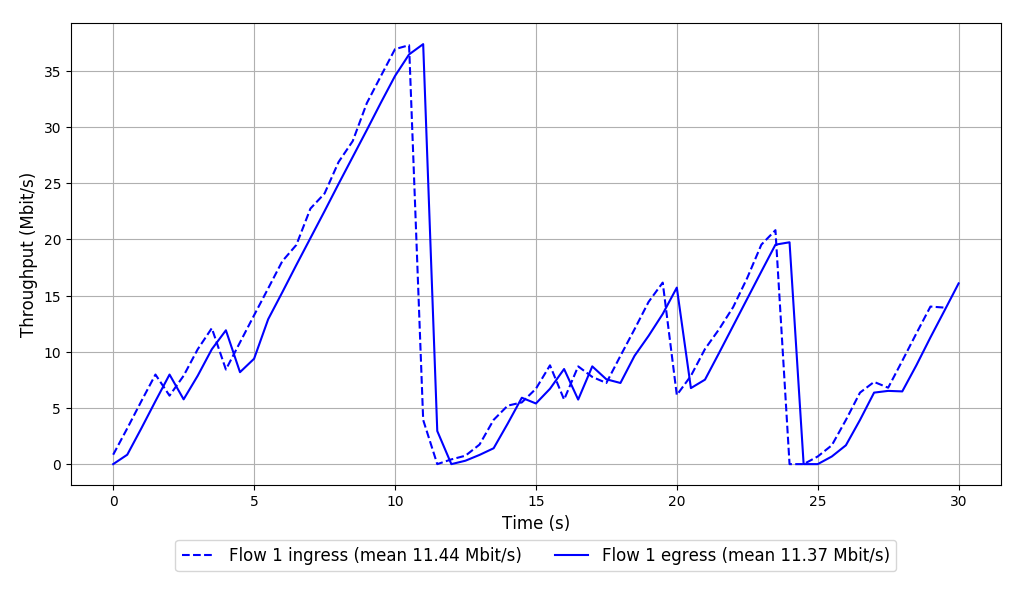 Throughput (Mbit/s)
35
30
25
20
15
10
5
0
0 5 10 15 20 25 30
Time (s)
Flow 1 ingress (mean 11.44 Mbit/s) Flow 1 egress (mean 11.37 Mbit/s)